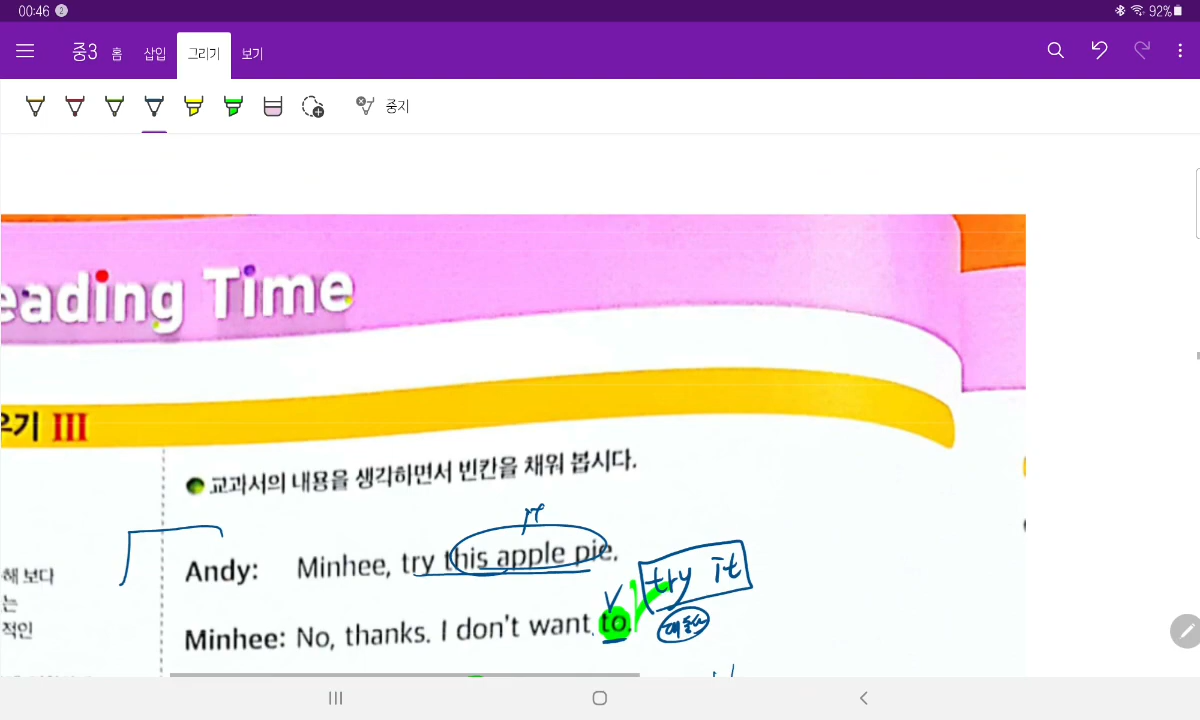 00:46 2 92%
중3 홈 삽입 그리기 보기
중지
eading Time
우기 III
교과서의 내용을 생각하면서 빈칸을 채워 봅시다.
Andy: Minhee, try this apple pie.
해 보다
try it
는
Minhee: No, thanks. I don't want to.
적인